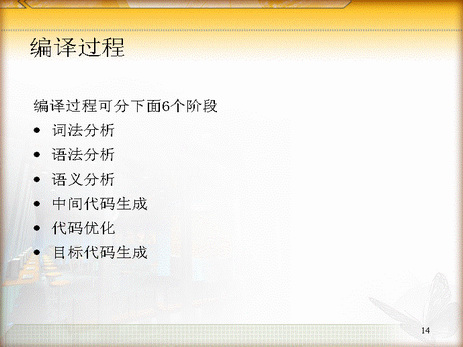 编译过程
编译过程可分下面6个阶段
• 词法分析
• 语法分析
• 语义分析
• 中间代码生成
• 代码优化
• 目标代码生成
14